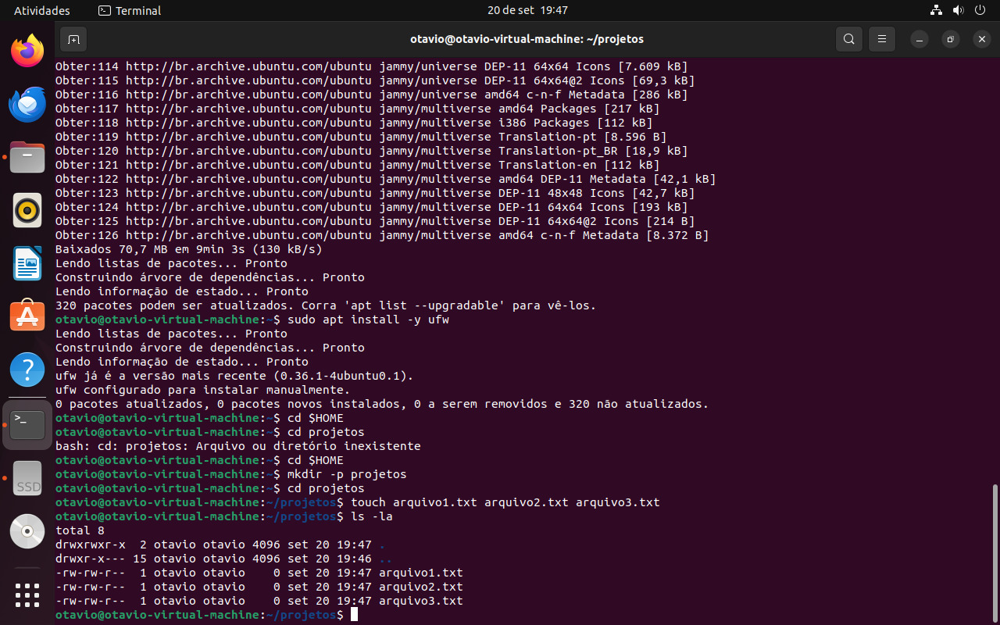 Atividades
Terminal
20 de set 19:47
otavio@otavio-virtual-machine: ~/projetos
Obter:114 http://br.archive.ubuntu.com/ubuntu jammy/universe DEP-11 64x64 Icons [7.609 kB]
Obter:115 http://br.archive.ubuntu.com/ubuntu jammy/universe DEP-11 64x64@2 Icons [69,3 kB]
Obter:116 http://br.archive.ubuntu.com/ubuntu jammy/universe amd64 c-n-f Metadata [286 kB]
Obter:117 http://br.archive.ubuntu.com/ubuntu jammy/multiverse amd64 Packages [217 kB]
Obter:118 http://br.archive.ubuntu.com/ubuntu jammy/multiverse i386 Packages [112 kB]
Obter:119 http://br.archive.ubuntu.com/ubuntu jammy/multiverse Translation-pt [8.596 B]
Obter:120 http://br.archive.ubuntu.com/ubuntu jammy/multiverse Translation-pt_BR [18,9 kB]
Obter:121 http://br.archive.ubuntu.com/ubuntu jammy/multiverse Translation-en [112 kB]
Obter:122 http://br.archive.ubuntu.com/ubuntu jammy/multiverse amd64 DEP-11 Metadata [42,1 kB]
Obter:123 http://br.archive.ubuntu.com/ubuntu jammy/multiverse DEP-11 48x48 Icons [42,7 kB]
Obter:124 http://br.archive.ubuntu.com/ubuntu jammy/multiverse DEP-11 64x64 Icons [193 kB]
Obter:125 http://br.archive.ubuntu.com/ubuntu jammy/multiverse DEP-11 64x64@2 Icons [214 B]
Obter:126 http://br.archive.ubuntu.com/ubuntu jammy/multiverse amd64 c-n-f Metadata [8.372 B]
Baixados 70,7 MB em 9min 3s (130 kB/s)
Lendo listas de pacotes... Pronto
Construindo árvore de dependências... Pronto
Lendo informação de estado... Pronto
320 pacotes podem ser atualizados. Corra 'apt list --upgradable' para vê-los.
otavio@otavio-virtual-machine:~$ sudo apt install -y ufw
Lendo listas de pacotes... Pronto
Construindo árvore de dependências... Pronto
Lendo informação de estado... Pronto
ufw já é a versão mais recente (0.36.1-4ubuntu0.1).
ufw configurado para instalar manualmente.
0 pacotes atualizados, 0 pacotes novos instalados, 0 a serem removidos e 320 não atualizados.
otavio@otavio-virtual-machine:~$ cd $HOME
otavio@otavio-virtual-machine:~$ cd projetos
bash: cd: projetos: Arquivo ou diretório inexistente
otavio@otavio-virtual-machine:~$ cd $HOME
otavio@otavio-virtual-machine:~$ mkdir -p projetos
otavio@otavio-virtual-machine:~$ cd projetos
otavio@otavio-virtual-machine:~/projetos$ touch arquivo1.txt arquivo2.txt arquivo3.txt
otavio@otavio-virtual-machine:~/projetos$ ls -la
total 8
drwxrwxr-x  2 otavio otavio 4096 set 20 19:47 .
drwxr-x--- 15 otavio otavio 4096 set 20 19:46 ..
-rw-rw-r--  1 otavio otavio    0 set 20 19:47 arquivo1.txt
-rw-rw-r--  1 otavio otavio    0 set 20 19:47 arquivo2.txt
-rw-rw-r--  1 otavio otavio    0 set 20 19:47 arquivo3.txt
otavio@otavio-virtual-machine:~/projetos$
SSD